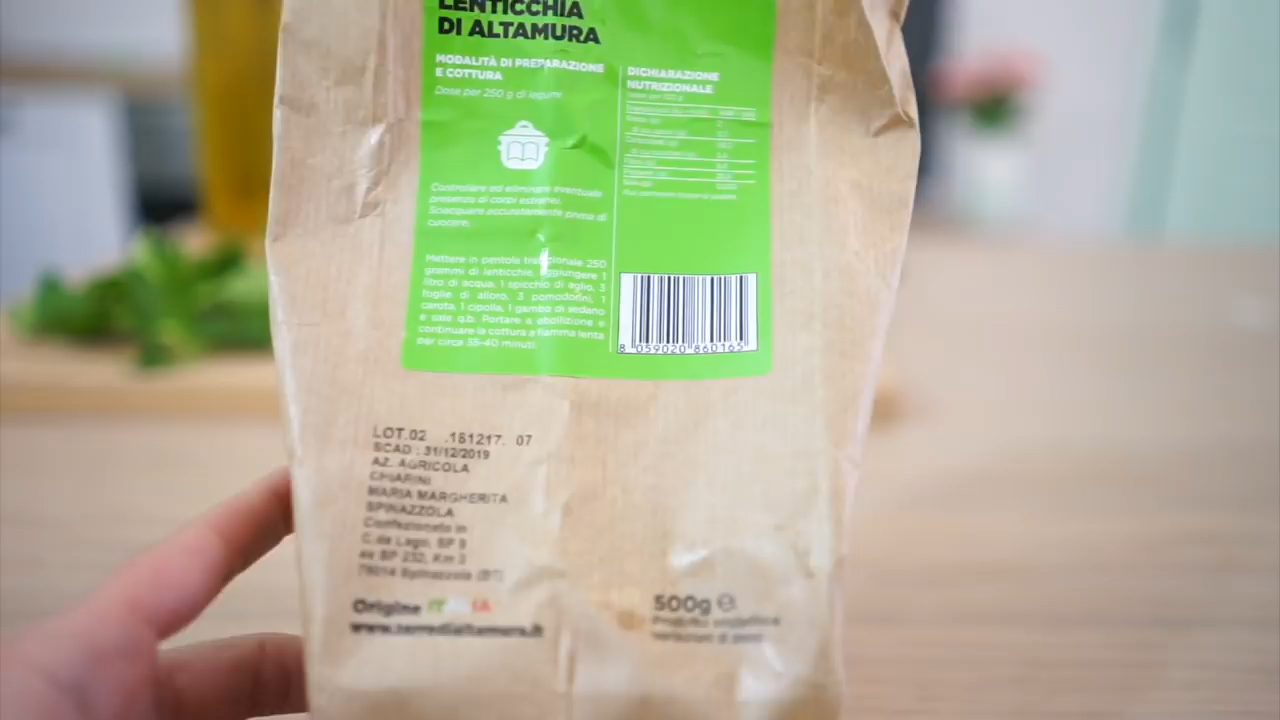 LENTICCHIA
DI ALTAMURA
MODALITÀ DI PREPARAZIONE
E COTTURA
Dose per 250 g di legumi
Controllare ed eliminare eventuale
presenza di corpi estranei.
Sciacquare accuratamente prima di
cuocere.
Mettere in pentola tradizionale 250
grammi di lenticchie, aggiungere 1
litro di acqua, 1 spicchio di aglio, 3
foglie di alloro, 3 pomodorini, 1
carota, 1 cipolla, 1 gambo di sedano
e sale q.b. Portare a ebollizione e
continuare la cottura a fiamma lenta
per circa 35-40 minuti.
DICHIARAZIONE
NUTRIZIONALE
8 059020 860165
LOT.02 .181217. 07
SCAD : 31/12/2019
AZ. AGRICOLA
CHIARINI
MARIA MARGHERITA
SPINAZZOLA
Confezionato in
C.da Lago, SP 9
ex SP 232, Km 3
Spinazzola (BT)
Origine ITALIA
www.terredialtamura.it
500g e